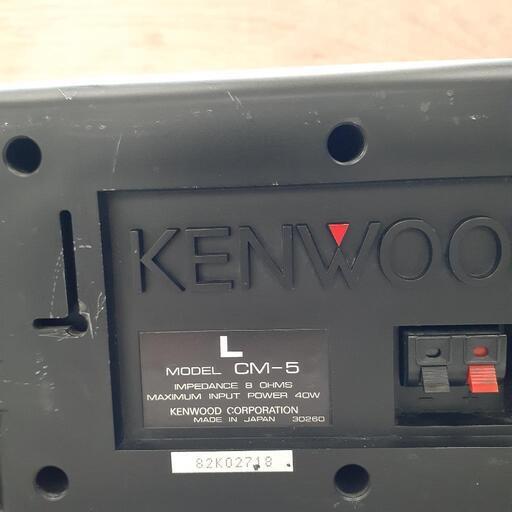 KENWOO
L
MODEL CM-5
IMPEDANCE 8 OHMS
MAXIMUM INPUT POWER 40W
KENWOOD CORPORATION
MADE IN JAPAN 30260
82K02718